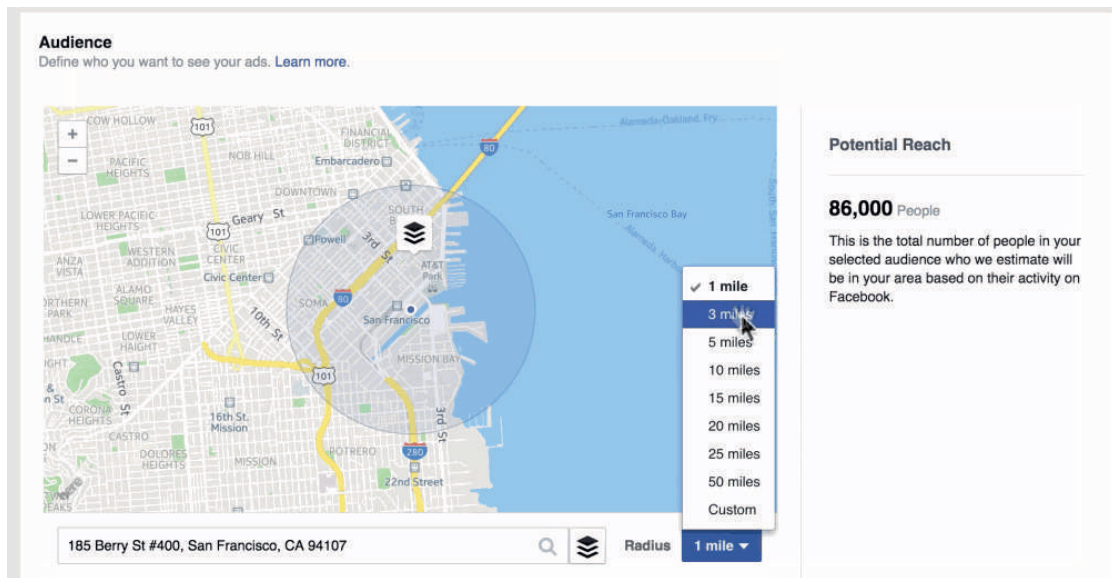 Audience
Define who you want to see your ads. Learn more.
COW HOLLOW
101
FINANCIAL
DISTRICT
Alameda-Oakland Fry
+
−
80
PACIFIC
HEIGHTS
NOB HILL
Embarcadero
DOWNTOWN
LOWER PACIFIC
HEIGHTS
Geary St
SOUTH
San Francisco Bay
101
Powell
3rd St
ANZA
VISTA
WESTERN
ADDITION
CIVIC
CENTER
AT&T
Park
Civic Center
ALAMO
SQUARE
SOMA
80
HAYES
VALLEY
10th St
San Francisco
LOWER
HAIGHT
MISSION BAY
Castro St
101
CORONA
HEIGHTS
16th St.
Mission
3rd St
CASTRO
DOLORES
HEIGHTS
MISSION
POTRERO
280
22nd Street
here
185 Berry St #400, San Francisco, CA 94107
Radius
1 mile
✓ 1 mile
3 miles
5 miles
10 miles
15 miles
20 miles
25 miles
50 miles
Custom
Potential Reach
86,000 People
This is the total number of people in your
selected audience who we estimate will
be in your area based on their activity on
Facebook.